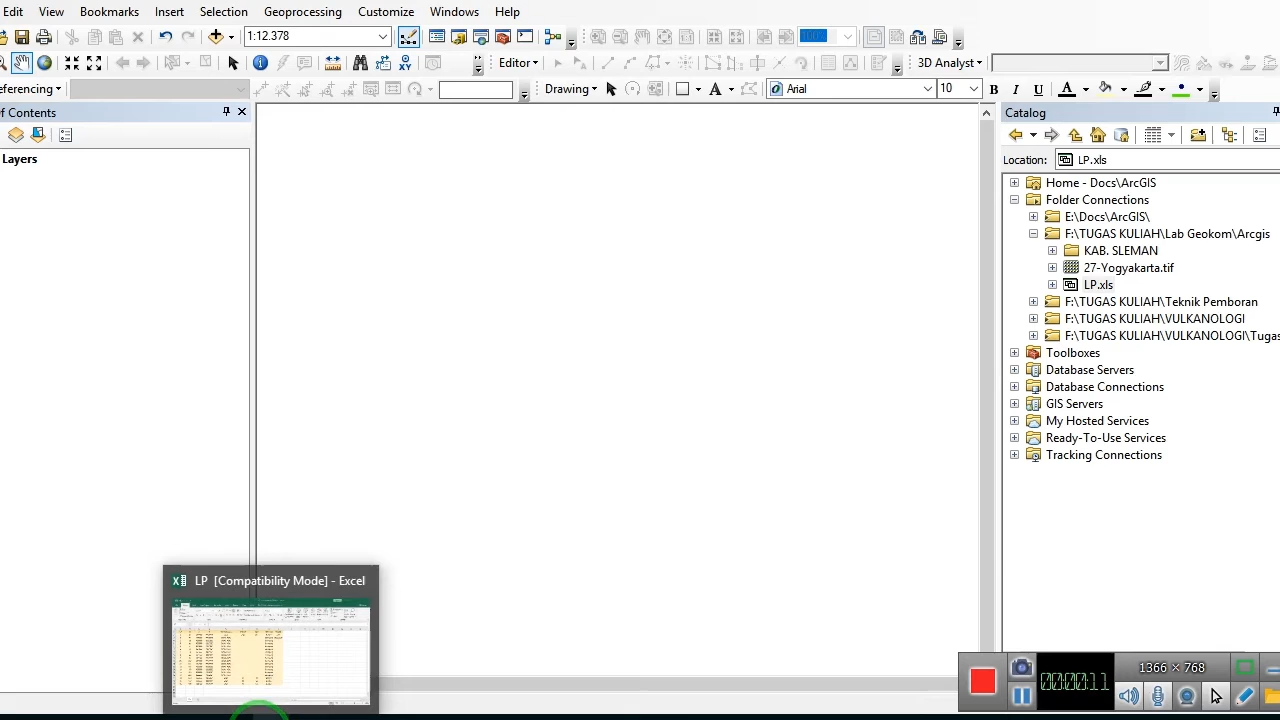 Edit View Bookmarks Insert Selection Geoprocessing Customize Windows Help
1:12.378 100%
Editor 3D Analyst
eferencing Drawing Arial 10 B I U A
f Contents
Layers
Catalog
Location: LP.xls
Home - Docs\ArcGIS
Folder Connections
E:\Docs\ArcGIS\
F:\TUGAS KULIAH\Lab Geokom\Arcgis
KAB. SLEMAN
27-Yogyakarta.tif
LP.xls
F:\TUGAS KULIAH\Teknik Pemboran
F:\TUGAS KULIAH\VULKANOLOGI
F:\TUGAS KULIAH\VULKANOLOGI\Tugas
Toolboxes
Database Servers
Database Connections
GIS Servers
My Hosted Services
Ready-To-Use Services
Tracking Connections
LP [Compatibility Mode] - Excel
00:00:11
1366 × 768